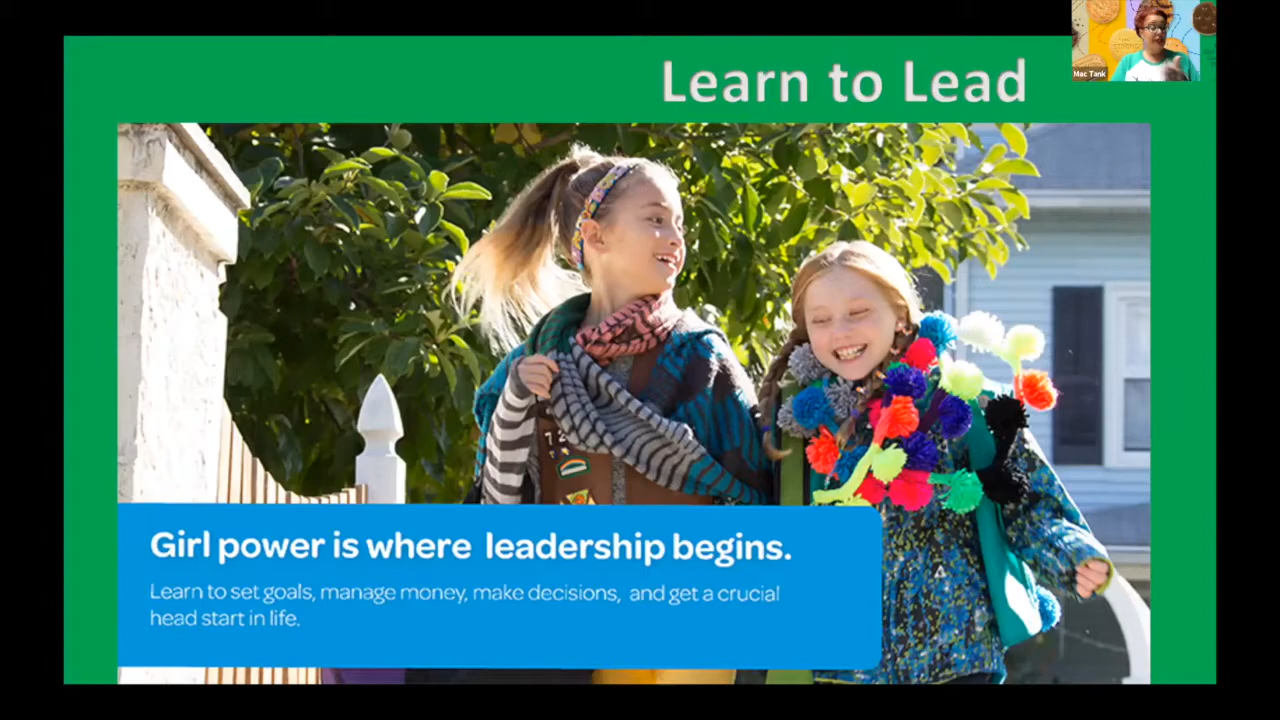 Learn to Lead
Mac Tank
72
Girl power is where leadership begins.
Learn to set goals, manage money, make decisions, and get a crucial
head start in life.